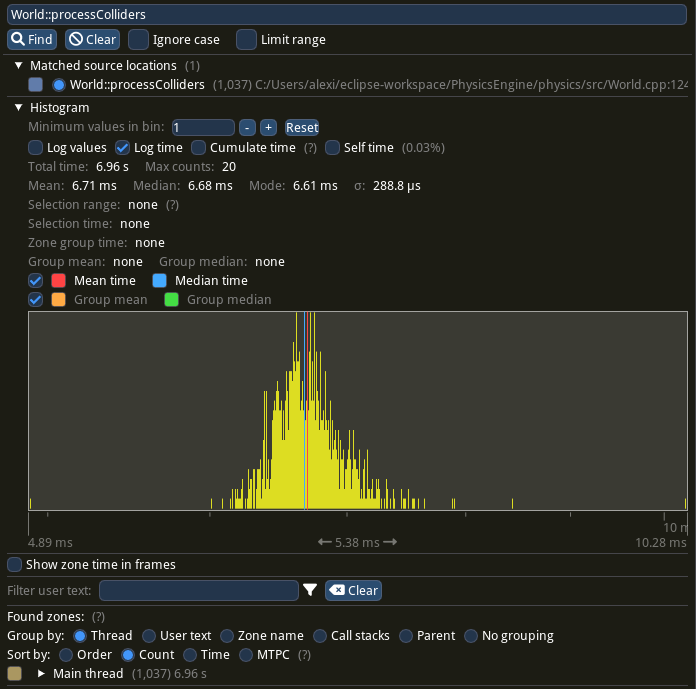 World::processColliders
Find Clear Ignore case Limit range
Matched source locations (1)
World::processColliders (1,037) C:/Users/alexi/eclipse-workspace/PhysicsEngine/physics/src/World.cpp:124
Histogram
Minimum values in bin: 1 - + Reset
Log values Log time Cumulate time (?) Self time (0.03%)
Total time: 6.96 s Max counts: 20
Mean: 6.71 ms Median: 6.68 ms Mode: 6.61 ms σ: 288.8 μs
Selection range: none (?)
Selection time: none
Zone group time: none
Group mean: none Group median: none
Mean time Median time
Group mean Group median
10 m
4.89 ms 5.38 ms 10.28 ms
Show zone time in frames
Filter user text: Clear
Found zones: (?)
Group by: Thread User text Zone name Call stacks Parent No grouping
Sort by: Order Count Time MTPC (?)
Main thread (1,037) 6.96 s